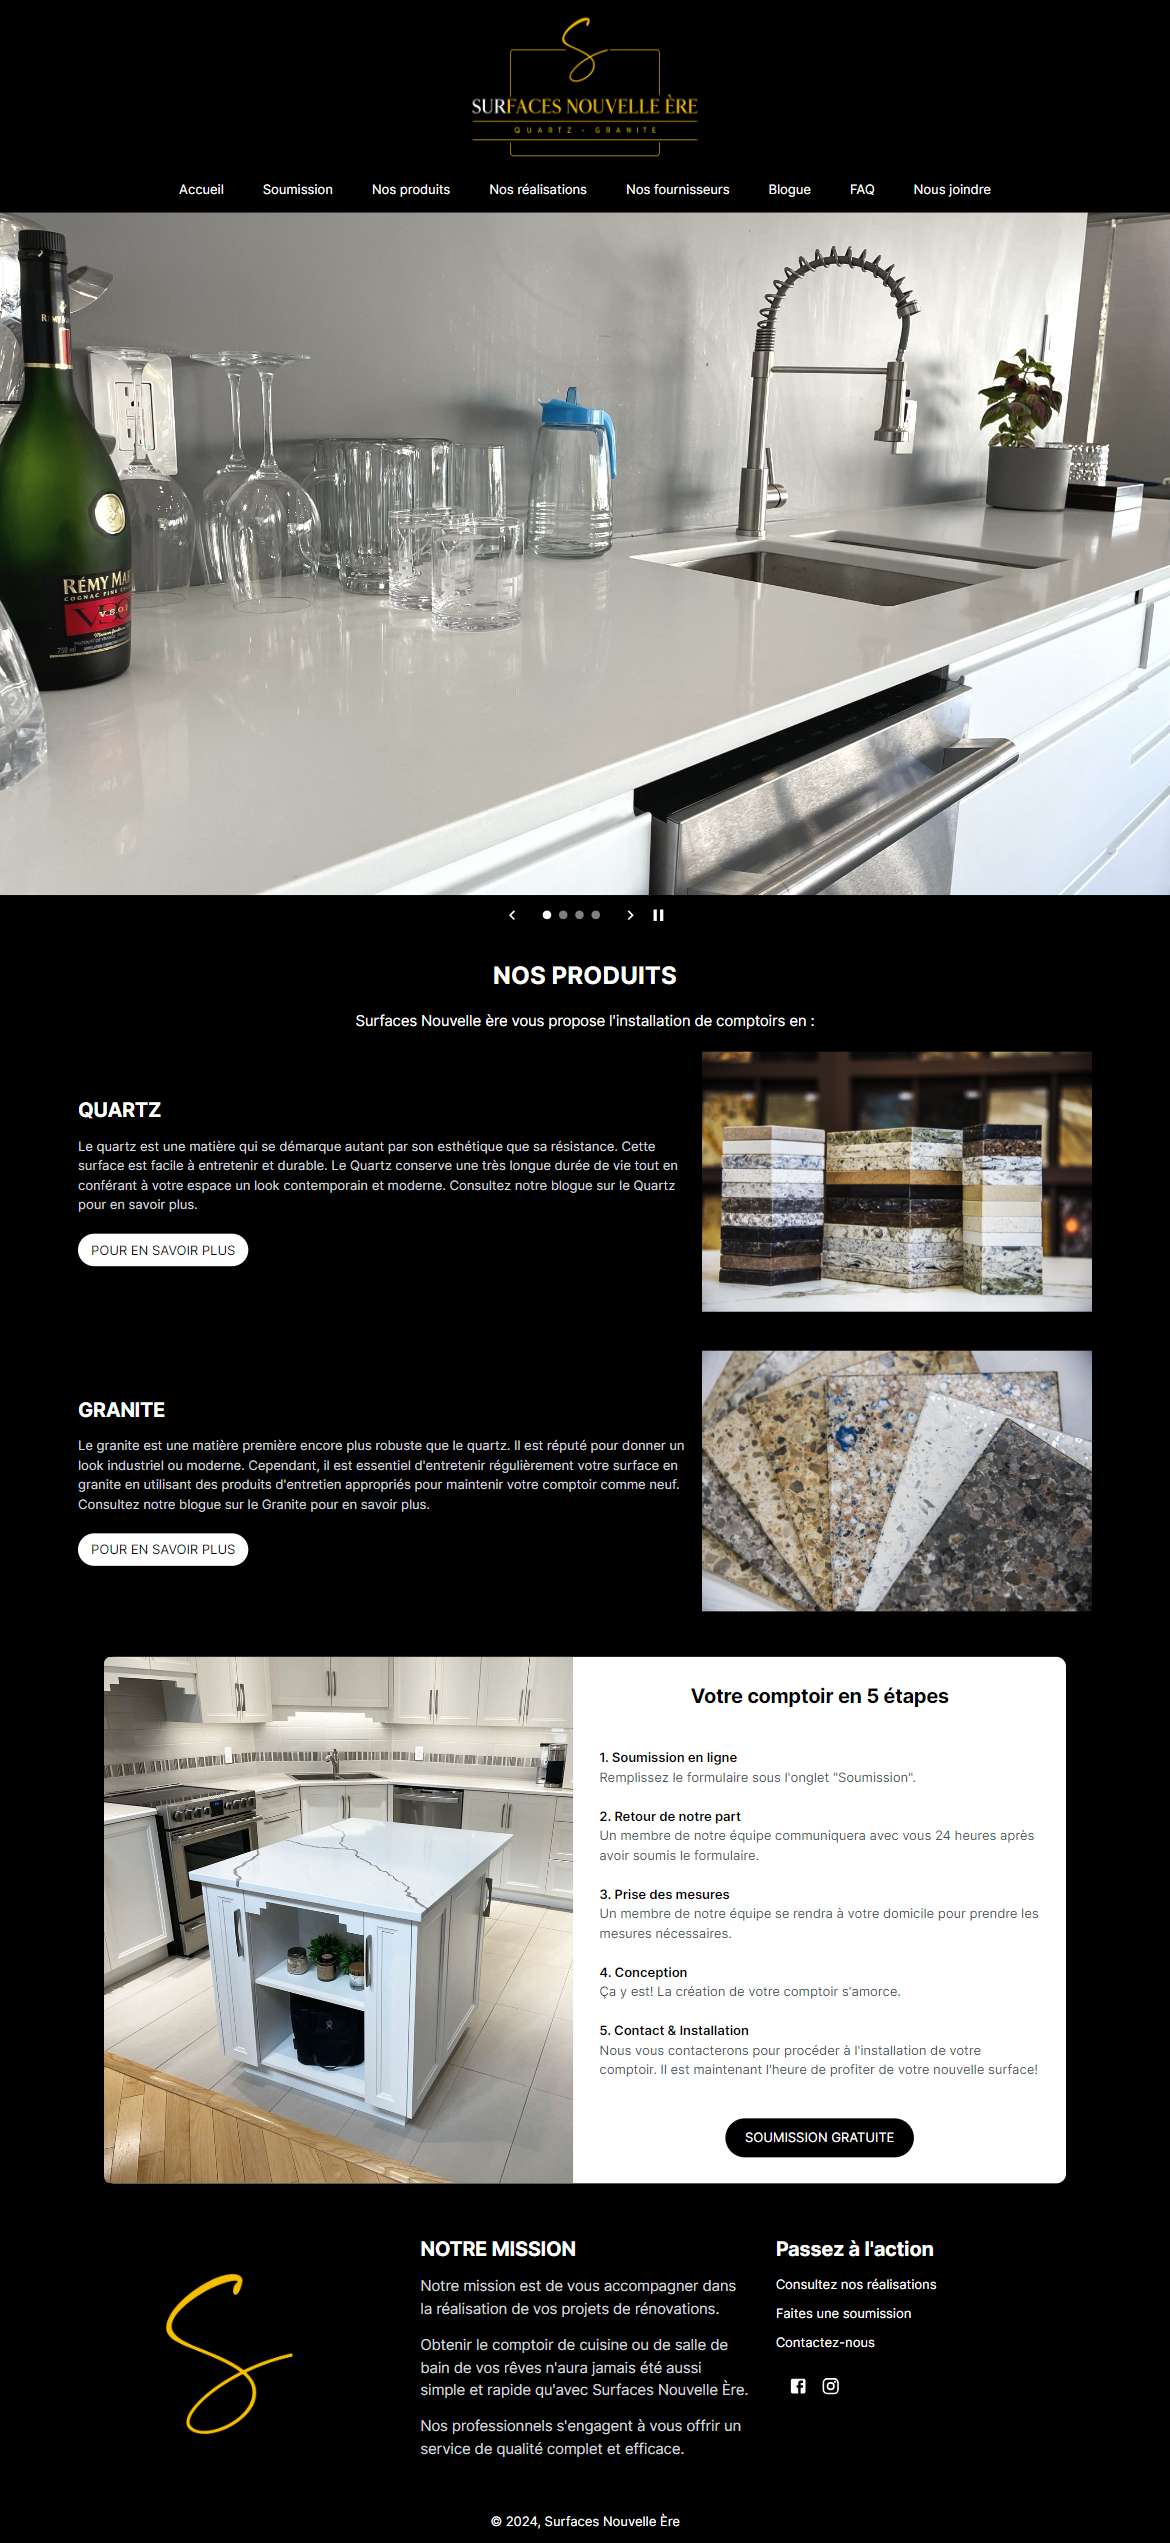 S
SURFACES NOUVELLE ÈRE
QUARTZ - GRANITE
Accueil Soumission Nos produits Nos réalisations Nos fournisseurs Blogue FAQ Nous joindre
RÉMY MAR
COGNAC FINE
V.S.O.P
750 ml
NOS PRODUITS
Surfaces Nouvelle ère vous propose l'installation de comptoirs en :
QUARTZ
Le quartz est une matière qui se démarque autant par son esthétique que sa résistance. Cette
surface est facile à entretenir et durable. Le Quartz conserve une très longue durée de vie tout en
conférant à votre espace un look contemporain et moderne. Consultez notre blogue sur le Quartz
pour en savoir plus.
POUR EN SAVOIR PLUS
GRANITE
Le granite est une matière première encore plus robuste que le quartz. Il est réputé pour donner un
look industriel ou moderne. Cependant, il est essentiel d'entretenir régulièrement votre surface en
granite en utilisant des produits d'entretien appropriés pour maintenir votre comptoir comme neuf.
Consultez notre blogue sur le Granite pour en savoir plus.
POUR EN SAVOIR PLUS
Votre comptoir en 5 étapes
1. Soumission en ligne
Remplissez le formulaire sous l'onglet "Soumission".
2. Retour de notre part
Un membre de notre équipe communiquera avec vous 24 heures après
avoir soumis le formulaire.
3. Prise des mesures
Un membre de notre équipe se rendra à votre domicile pour prendre les
mesures nécessaires.
4. Conception
Ça y est! La création de votre comptoir s'amorce.
5. Contact & Installation
Nous vous contacterons pour procéder à l'installation de votre
comptoir. Il est maintenant l'heure de profiter de votre nouvelle surface!
SOUMISSION GRATUITE
S
NOTRE MISSION
Notre mission est de vous accompagner dans
la réalisation de vos projets de rénovations.
Obtenir le comptoir de cuisine ou de salle de
bain de vos rêves n'aura jamais été aussi
simple et rapide qu'avec Surfaces Nouvelle Ère.
Nos professionnels s'engagent à vous offrir un
service de qualité complet et efficace.
Passez à l'action
Consultez nos réalisations
Faites une soumission
Contactez-nous
© 2024, Surfaces Nouvelle Ère